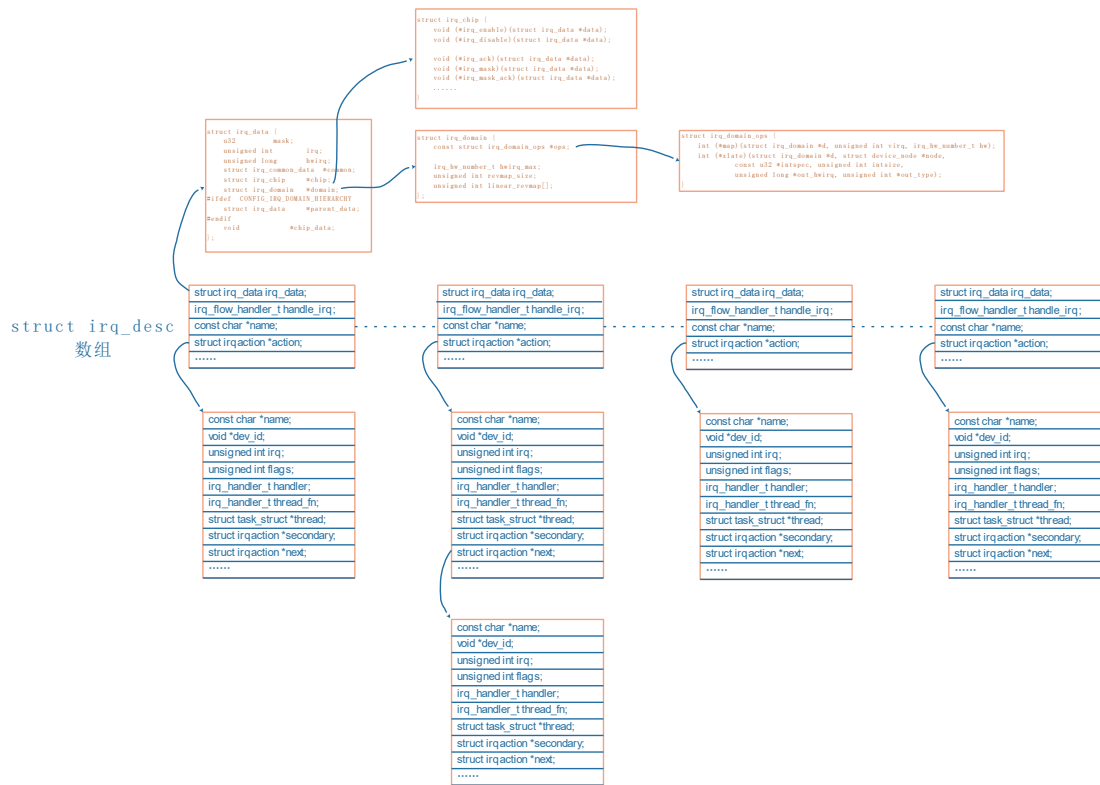 struct irq_chip {
void (*irq_enable)(struct irq_data *data);
void (*irq_disable)(struct irq_data *data);
void (*irq_ack)(struct irq_data *data);
void (*irq_mask)(struct irq_data *data);
void (*irq_mask_ack)(struct irq_data *data);
......
}
struct irq_data {
u32 mask;
unsigned int irq;
unsigned long hwirq;
struct irq_common_data *common;
struct irq_chip *chip;
struct irq_domain *domain;
#ifdef CONFIG_IRQ_DOMAIN_HIERARCHY
struct irq_data *parent_data;
#endif
void *chip_data;
};
struct irq_domain {
const struct irq_domain_ops *ops;
irq_hw_number_t hwirq_max;
unsigned int revmap_size;
unsigned int linear_revmap[];
};
struct irq_domain_ops {
int (*map)(struct irq_domain *d, unsigned int virq, irq_hw_number_t hw);
int (*xlate)(struct irq_domain *d, struct device_node *node,
const u32 *intspec, unsigned int intsize,
unsigned long *out_hwirq, unsigned int *out_type);
}
struct irq_desc
数组
struct irq_data irq_data;
irq_flow_handler_t handle_irq;
const char *name;
struct irqaction *action;
......
struct irq_data irq_data;
irq_flow_handler_t handle_irq;
const char *name;
struct irqaction *action;
......
struct irq_data irq_data;
irq_flow_handler_t handle_irq;
const char *name;
struct irqaction *action;
......
struct irq_data irq_data;
irq_flow_handler_t handle_irq;
const char *name;
struct irqaction *action;
......
const char *name;
void *dev_id;
unsigned int irq;
unsigned int flags;
irq_handler_t handler;
irq_handler_t thread_fn;
struct task_struct *thread;
struct irqaction *secondary;
struct irqaction *next;
......
const char *name;
void *dev_id;
unsigned int irq;
unsigned int flags;
irq_handler_t handler;
irq_handler_t thread_fn;
struct task_struct *thread;
struct irqaction *secondary;
struct irqaction *next;
......
const char *name;
void *dev_id;
unsigned int irq;
unsigned int flags;
irq_handler_t handler;
irq_handler_t thread_fn;
struct task_struct *thread;
struct irqaction *secondary;
struct irqaction *next;
......
const char *name;
void *dev_id;
unsigned int irq;
unsigned int flags;
irq_handler_t handler;
irq_handler_t thread_fn;
struct task_struct *thread;
struct irqaction *secondary;
struct irqaction *next;
......
const char *name;
void *dev_id;
unsigned int irq;
unsigned int flags;
irq_handler_t handler;
irq_handler_t thread_fn;
struct task_struct *thread;
struct irqaction *secondary;
struct irqaction *next;
......